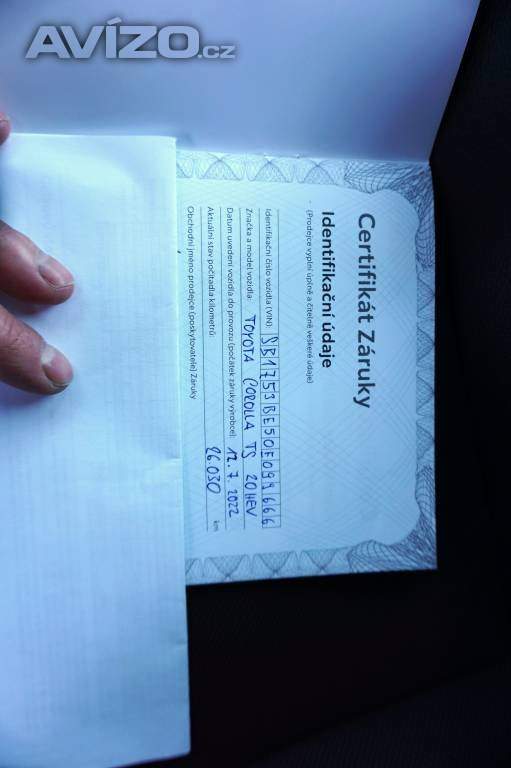 AVÍZO.cz
Certifikát Záruky
Identifikační údaje
(Prodejce vyplní úplně a čitelně veškeré údaje)
Identifikační číslo vozidla (VIN): SB1Z53BE50E099666
Značka a model vozidla: TOYOTA COROLLA TS 20 HEV
Datum uvedení vozidla do provozu (počátek záruky výrobce): 12. 7. 2022
Aktuální stav počítadla kilometrů: 26.030 km
Obchodní jméno prodejce (poskytovatele) Záruky